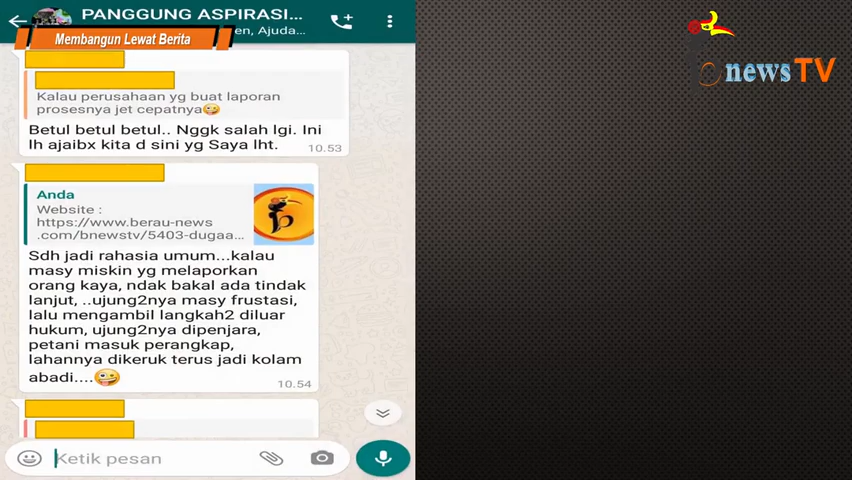 PANGGUNG ASPIRASI...
en, Ajuda...
Membangun Lewat Berita
newsTV
Kalau perusahaan yg buat laporan
prosesnya jet cepatnya🤪
Betul betul betul.. Nggk salah lgi. Ini
lh ajaibx kita d sini yg Saya lht.
10.53
Anda
Website :
https://www.berau-news
.com/bnewstv/5403-dugaa...
Sdh jadi rahasia umum...kalau
masy miskin yg melaporkan
orang kaya, ndak bakal ada tindak
lanjut, ..ujung2nya masy frustasi,
lalu mengambil langkah2 diluar
hukum, ujung2nya dipenjara,
petani masuk perangkap,
lahannya dikeruk terus jadi kolam
abadi....🤪
10.54
Ketik pesan